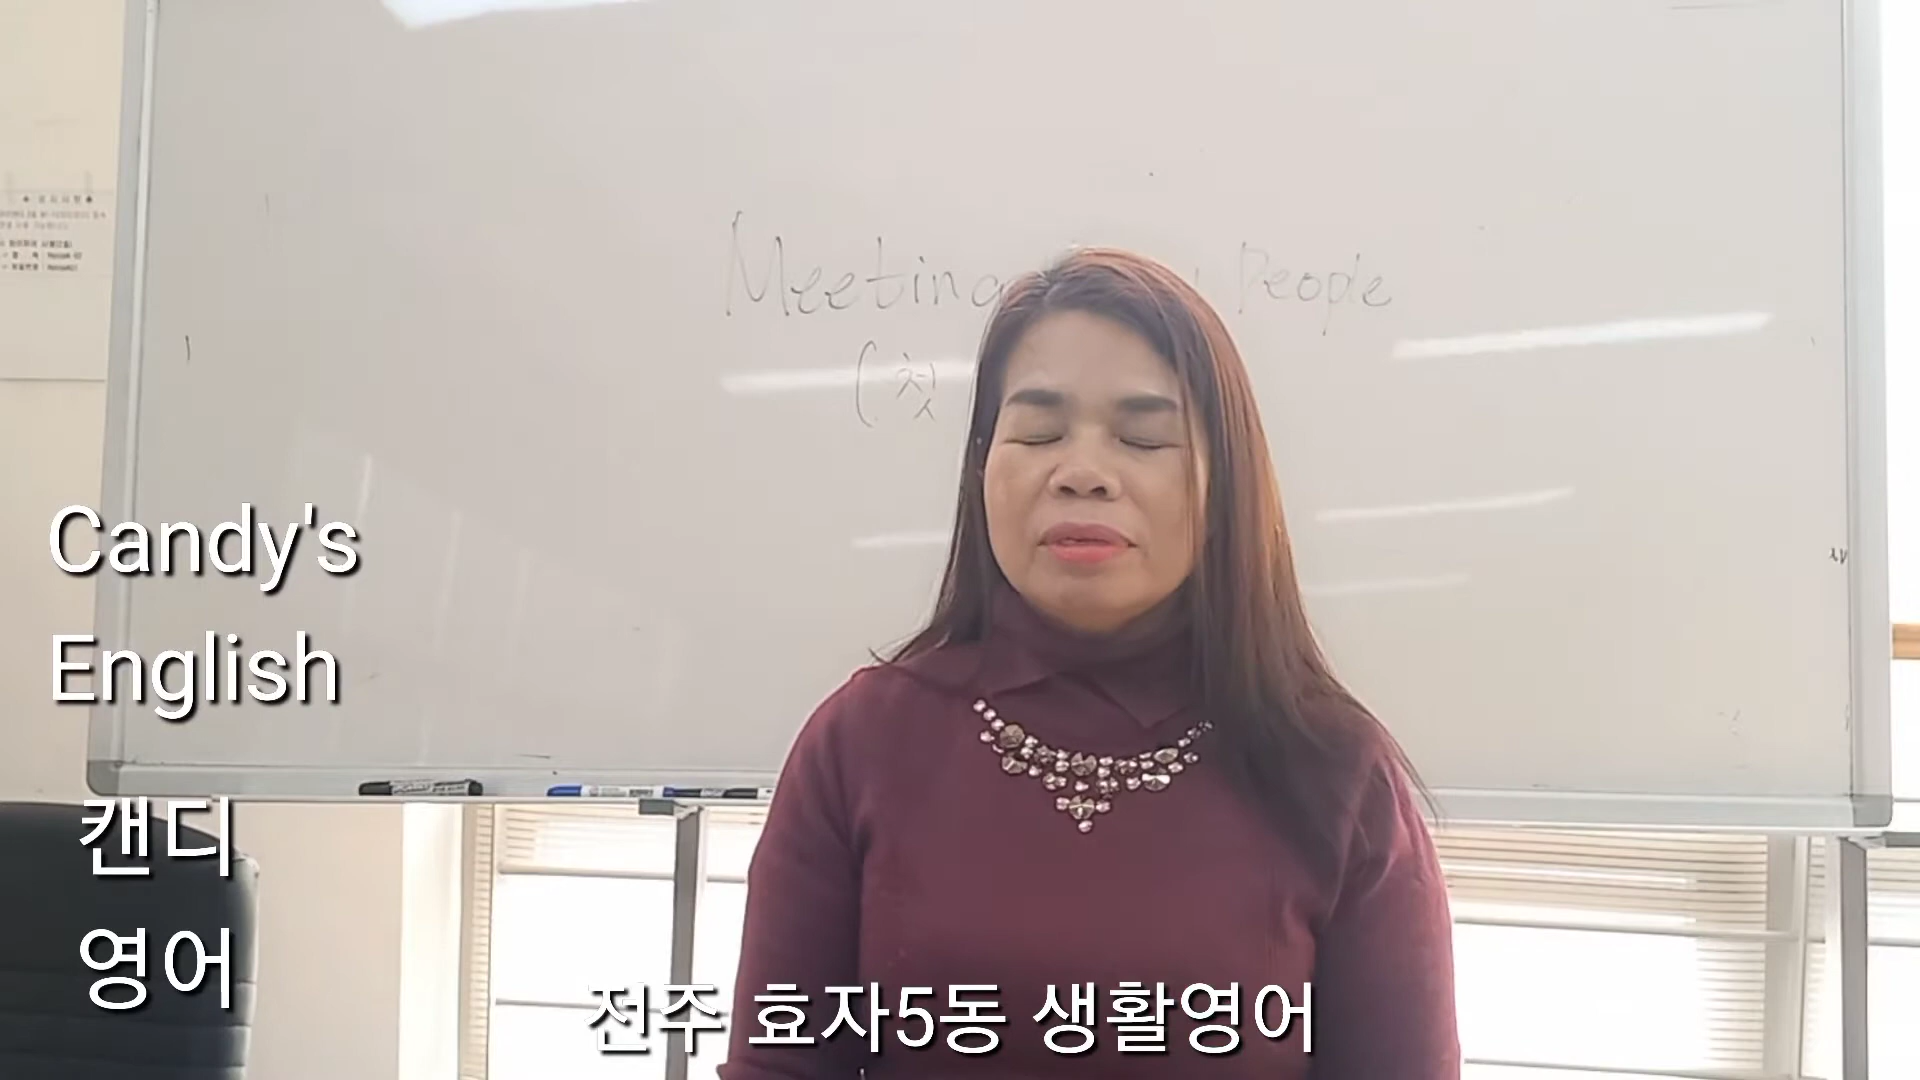 Meeting People
(첫
Candy's
English
캔디
영어
전주 효자5동 생활영어